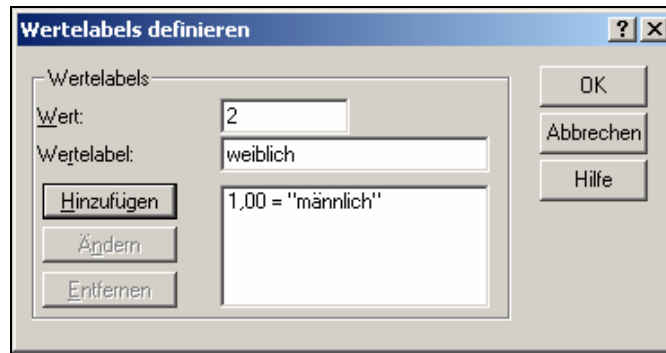 Wertelabels definieren
Wertelabels
Wert: 2
Wertelabel: weiblich
Hinzufügen
Ändern
Entfernen
1,00 = "männlich"
OK
Abbrechen
Hilfe